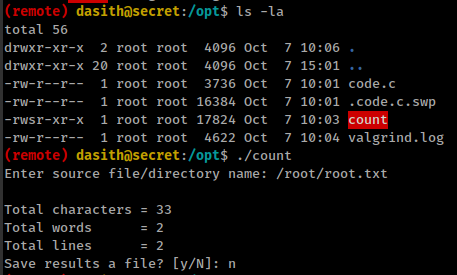 (remote) dasith@secret:/opt$ ls -la
total 56
drwxr-xr-x  2 root root  4096 Oct  7 10:06 .
drwxr-xr-x 20 root root  4096 Oct  7 15:01 ..
-rw-r--r--  1 root root  3736 Oct  7 10:01 code.c
-rw-r--r--  1 root root 16384 Oct  7 10:01 .code.c.swp
-rwsr-xr-x  1 root root 17824 Oct  7 10:03 count
-rw-r--r--  1 root root  4622 Oct  7 10:04 valgrind.log
(remote) dasith@secret:/opt$ ./count
Enter source file/directory name: /root/root.txt

Total characters = 33
Total words      = 2
Total lines      = 2
Save results a file? [y/N]: n